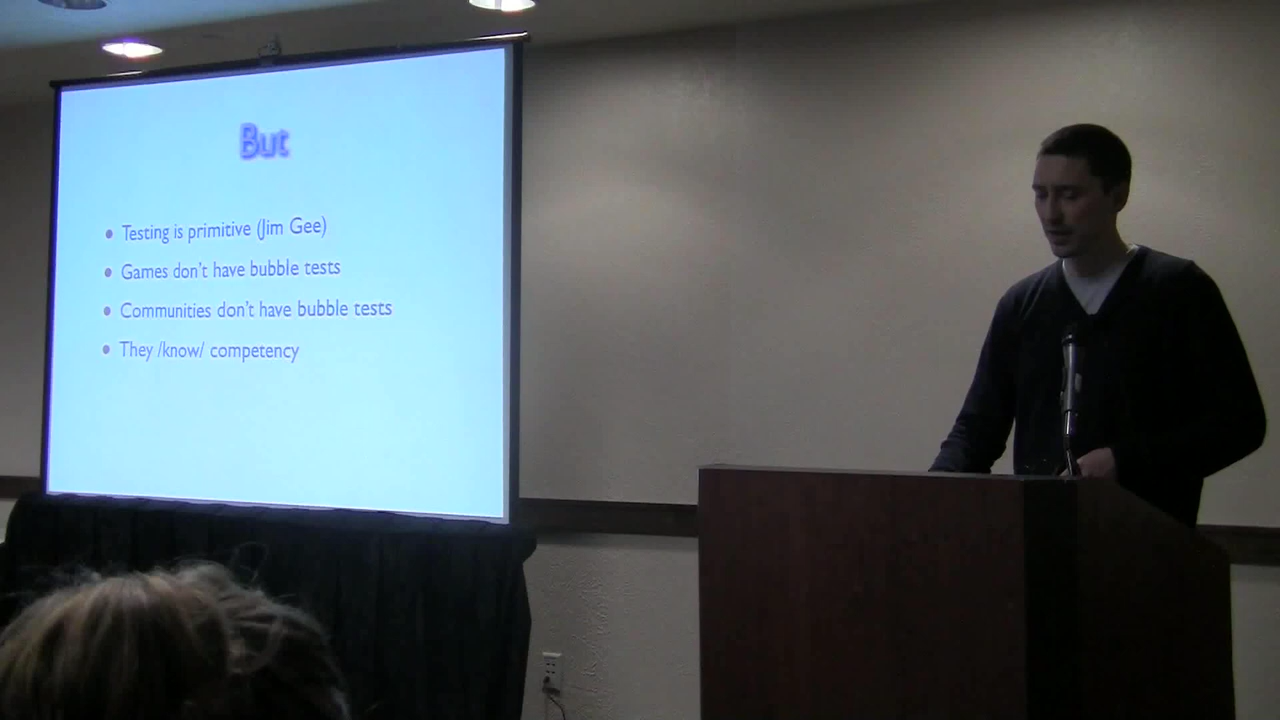 But
• Testing is primitive (Jim Gee)
• Games don't have bubble tests
• Communities don't have bubble tests
• They /know/ competency